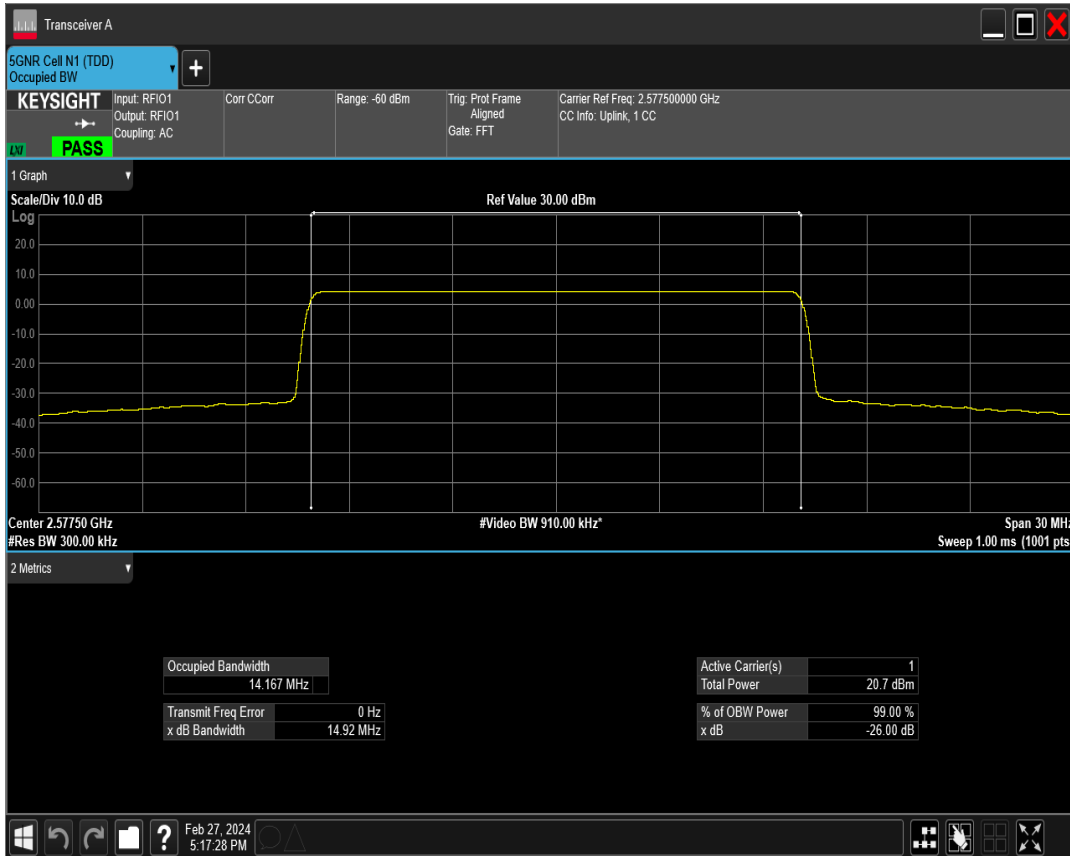 Transceiver A
5GNR Cell N1 (TDD)
Occupied BW
+
KEYSIGHT
LXI
PASS
Input: RFIO1
Output: RFIO1
Coupling: AC
Corr CCorr
Range: -60 dBm
Trig: Prot Frame
Aligned
Gate: FFT
Carrier Ref Freq: 2.577500000 GHz
CC Info: Uplink, 1 CC
1 Graph
Scale/Div 10.0 dB
Ref Value 30.00 dBm
Log
20.0
10.0
0.00
-10.0
-20.0
-30.0
-40.0
-50.0
-60.0
Center 2.57750 GHz
#Video BW 910.00 kHz*
Span 30 MHz
#Res BW 300.00 kHz
Sweep 1.00 ms (1001 pts
2 Metrics
Occupied Bandwidth
14.167 MHz
Transmit Freq Error 0 Hz
x dB Bandwidth 14.92 MHz
Active Carrier(s) 1
Total Power 20.7 dBm
% of OBW Power 99.00 %
x dB -26.00 dB
?
Feb 27, 2024
5:17:28 PM